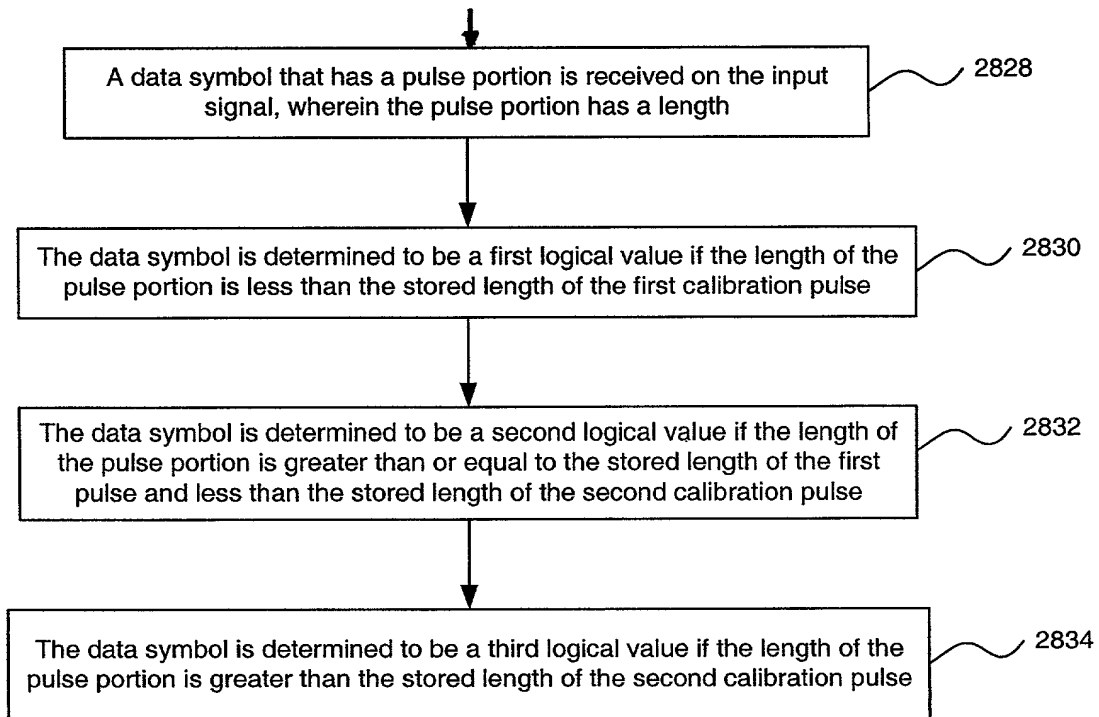 A data symbol that has a pulse portion is received on the input
signal, wherein the pulse portion has a length
2828
The data symbol is determined to be a first logical value if the length of the
pulse portion is less than the stored length of the first calibration pulse
2830
The data symbol is determined to be a second logical value if the length of
the pulse portion is greater than or equal to the stored length of the first
pulse and less than the stored length of the second calibration pulse
2832
The data symbol is determined to be a third logical value if the length of the
pulse portion is greater than the stored length of the second calibration pulse
2834